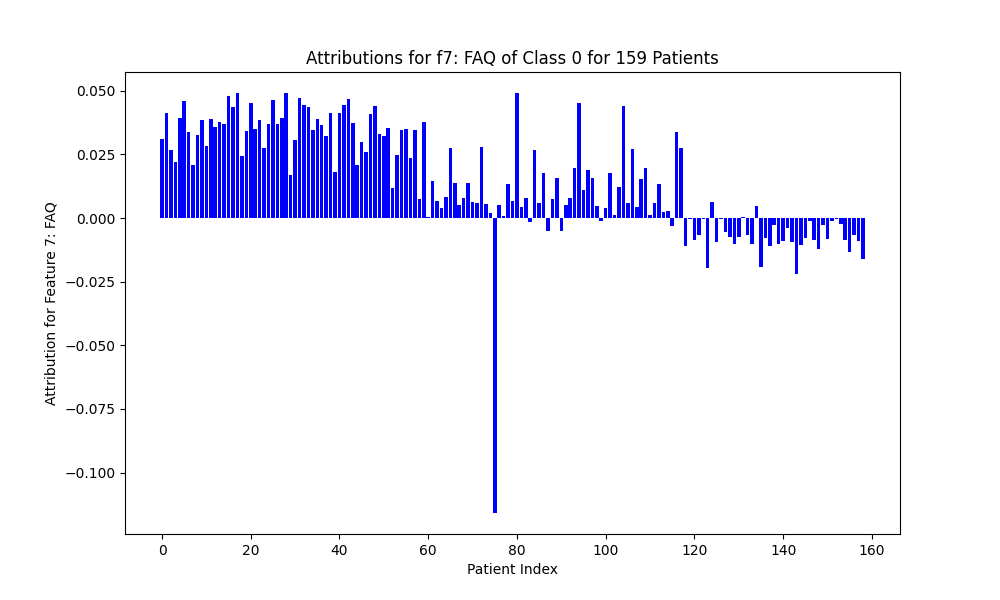 Attributions for f7: FAQ of Class 0 for 159 Patients
Attribution for Feature 7: FAQ
0.050
0.025
0.000
−0.025
−0.050
−0.075
−0.100
0 20 40 60 80 100 120 140 160
Patient Index